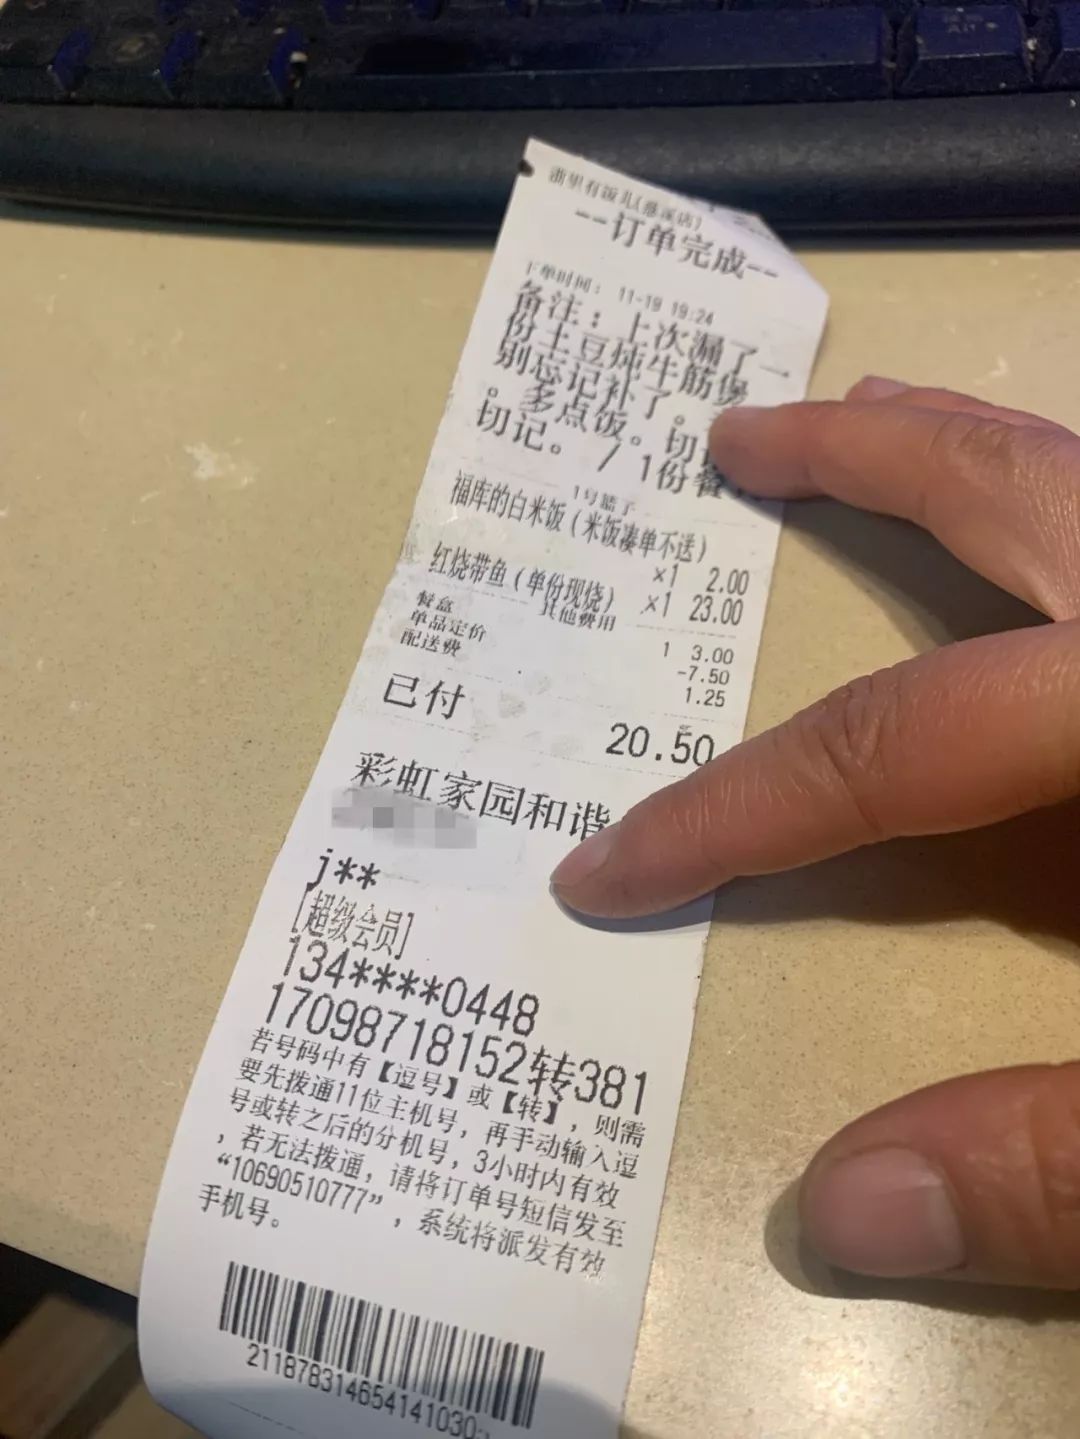 有饭儿(慈溪店)
--订单完成--
下单时间: 11-19 19:24
备注：上次漏了一
份土豆炖牛筋煲
别忘记补了。
。多点饭。切
切记。 / 1份餐
1号篮子
福库的白米饭（米饭凑单不送）
×1 2.00
红烧带鱼（单份现烧）
×1 23.00
其他费用
餐盒 1 3.00
单品定价 -7.50
配送费 1.25
已付 20.50
彩虹家园和谐
j**
[超级会员]
134****0448
17098718152转381
若号码中有【逗号】或【转】，则需
要先拨通11位主机号，再手动输入逗
号或转之后的分机号，3小时内有效
，若无法拨通，请将订单号短信发至
“10690510777”，系统将派发有效
手机号。
211878314654141030